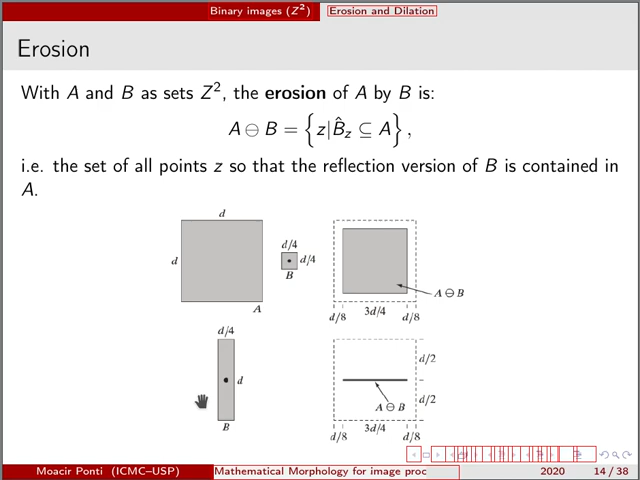 Binary images (Z²) Erosion and Dilation
Erosion
With A and B as sets Z², the erosion of A by B is:
A ⊖ B = {z|B̂z ⊆ A},
i.e. the set of all points z so that the reflection version of B is contained in
A.
d
d
A
d/4
d/4
B
A ⊖ B
d/8 3d/4 d/8
d/4
d
B
d/2
d/2
A ⊖ B
d/8 3d/4 d/8
Moacir Ponti (ICMC–USP) Mathematical Morphology for image proc 2020 14 / 38